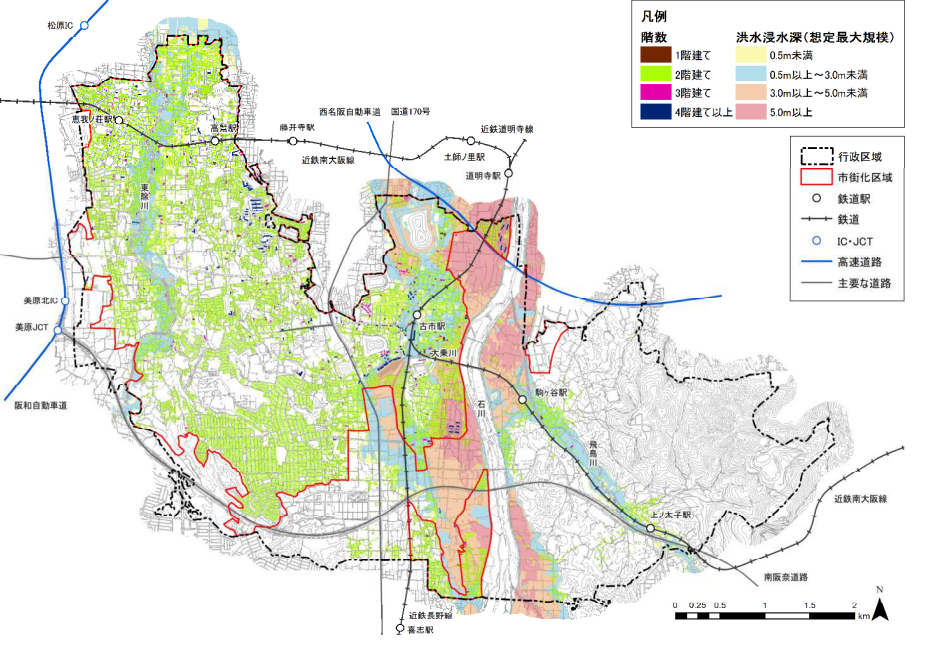 凡例
階数
洪水浸水深(想定最大規模)
1階建て
0.5m未満
2階建て
0.5m以上～3.0m未満
3階建て
3.0m以上～5.0m未満
4階建て以上
5.0m以上
行政区域
市街化区域
鉄道駅
鉄道
IC・JCT
高速道路
主要な道路
松原IC
恵我ノ荘駅
高鷲駅
藤井寺駅
西名阪自動車道
国道170号
近鉄道明寺線
土師ノ里駅
近鉄南大阪線
道明寺駅
東除川
美原北IC
美原JCT
古市駅
大乗川
阪和自動車道
石川
駒ヶ谷駅
飛鳥川
近鉄南大阪線
上ノ太子駅
南阪奈道路
近鉄長野線
喜志駅
N
0 0.25 0.5 1 1.5 2
km